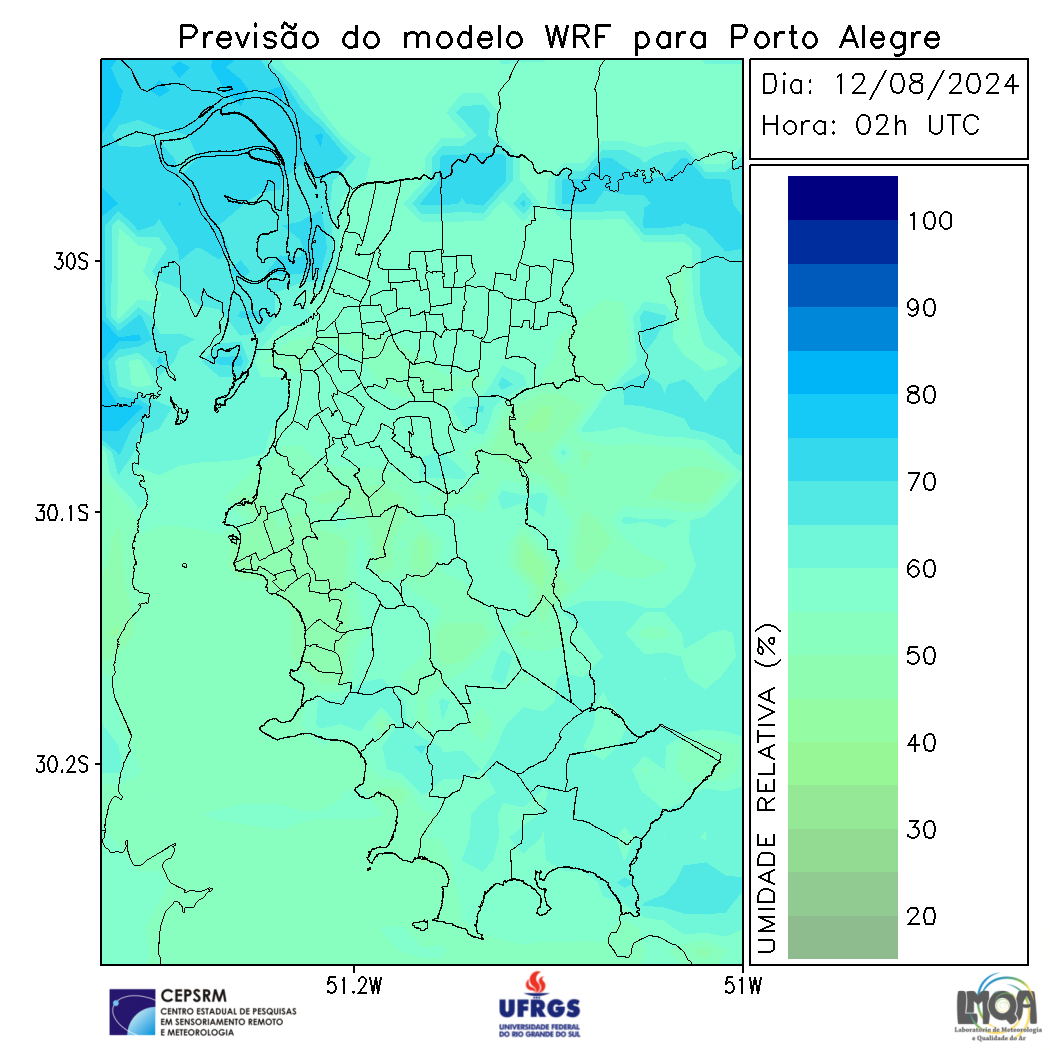 Previsão do modelo WRF para Porto Alegre
Dia: 12/08/2024
Hora: 02h UTC
100
90
80
70
60
50
40
30
20
UMIDADE RELATIVA (%)
30S
30.1S
30.2S
51.2W
51W
CEPSRM
CENTRO ESTADUAL DE PESQUISAS
EM SENSORIAMENTO REMOTO
E METEOROLOGIA
UFRGS
UNIVERSIDADE FEDERAL
DO RIO GRANDE DO SUL
LMQA
Laboratório de Meteorologia
e Qualidade do Ar